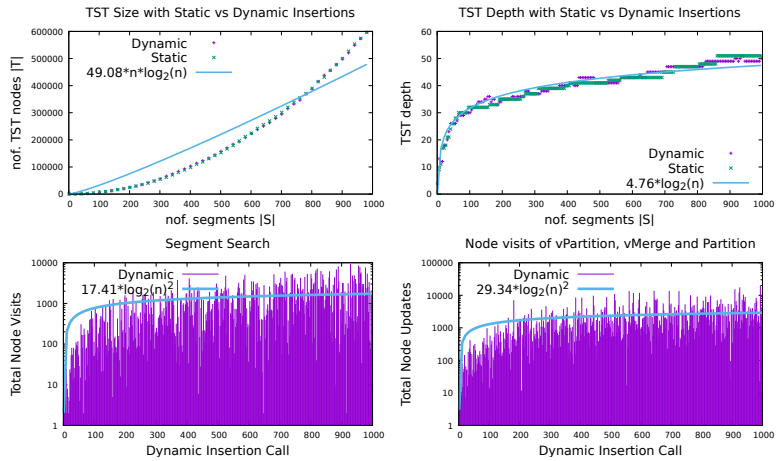 TST Size with Static vs Dynamic Insertions
600000
500000
400000
300000
200000
100000
0
nof. TST nodes |T|
Dynamic
Static
49.08*n*log₂(n)
0 100 200 300 400 500 600 700 800 900 1000
nof. segments |S|
TST Depth with Static vs Dynamic Insertions
60
50
40
30
20
10
0
TST depth
Dynamic
Static
4.76*log₂(n)
0 100 200 300 400 500 600 700 800 900 1000
nof. segments |S|
Segment Search
10000
1000
100
10
1
Total Node Visits
Dynamic
17.41*log₂(n)²
0 100 200 300 400 500 600 700 800 900 1000
Dynamic Insertion Call
Node visits of vPartition, vMerge and Partition
100000
10000
1000
100
10
1
Total Node Updates
Dynamic
29.34*log₂(n)²
0 100 200 300 400 500 600 700 800 900 1000
Dynamic Insertion Call